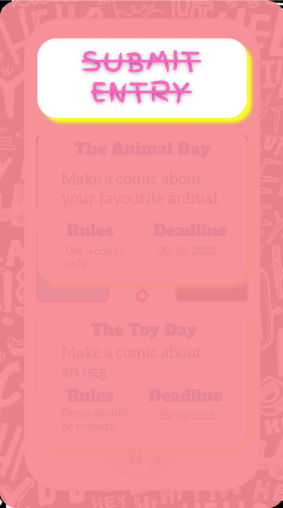 SUBMIT
ENTRY
The Animal Day
Make a comic about
your favourite animal.
Rules Deadline
Use 3 colors 20/10/2023
only.
The Toy Day
Make a comic about
an egg.
Rules Deadline
Genre should 25/10/2023
be comedy.